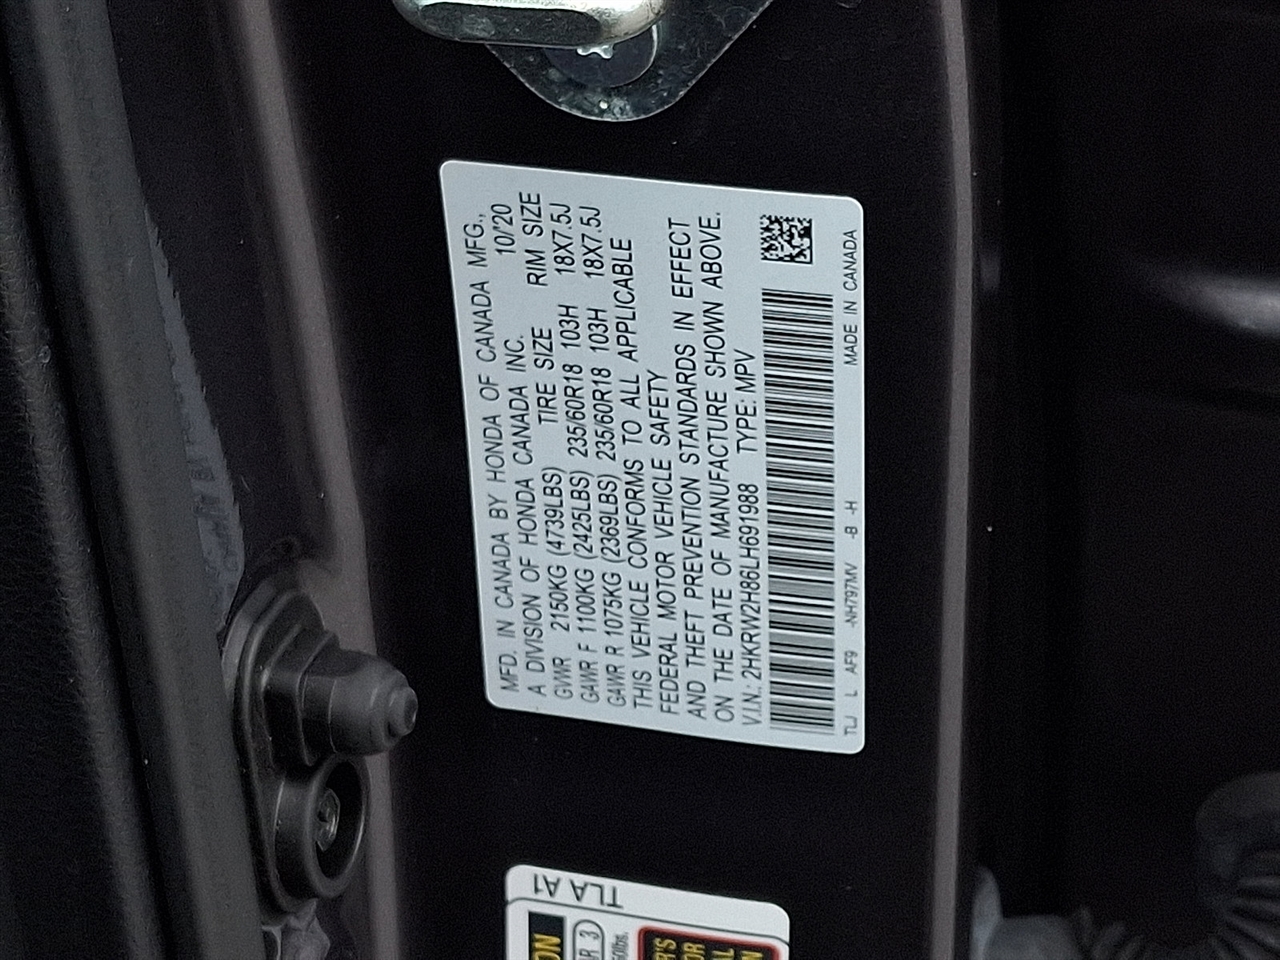 MFD. IN CANADA BY HONDA OF CANADA MFG.,
A DIVISION OF HONDA CANADA INC. 10/'20
GVWR 2150KG (4739LBS) TIRE SIZE RIM SIZE
GAWR F 1100KG (2425LBS) 235/60R18 103H 18X7.5J
GAWR R 1075KG (2369LBS) 235/60R18 103H 18X7.5J
THIS VEHICLE CONFORMS TO ALL APPLICABLE
FEDERAL MOTOR VEHICLE SAFETY
AND THEFT PREVENTION STANDARDS IN EFFECT
ON THE DATE OF MANUFACTURE SHOWN ABOVE.
V.I.N.: 2HKRW2H86LH691988 TYPE: MPV
TLJ L AF9 -NH797MV -B -H MADE IN CANADA
TLA A1